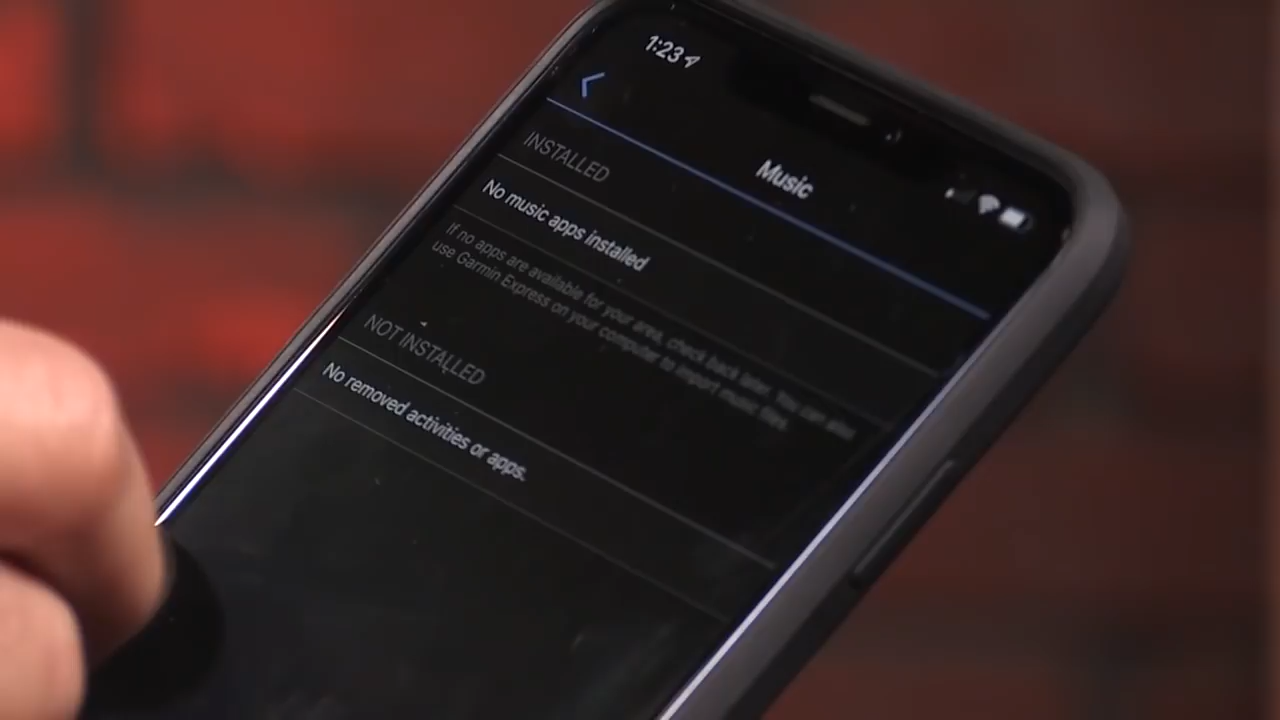 1:23
Music
INSTALLED
No music apps installed
If no apps are available for your area, check back later. You can also
use Garmin Express on your computer to import music files.
NOT INSTALLED
No removed activities or apps.